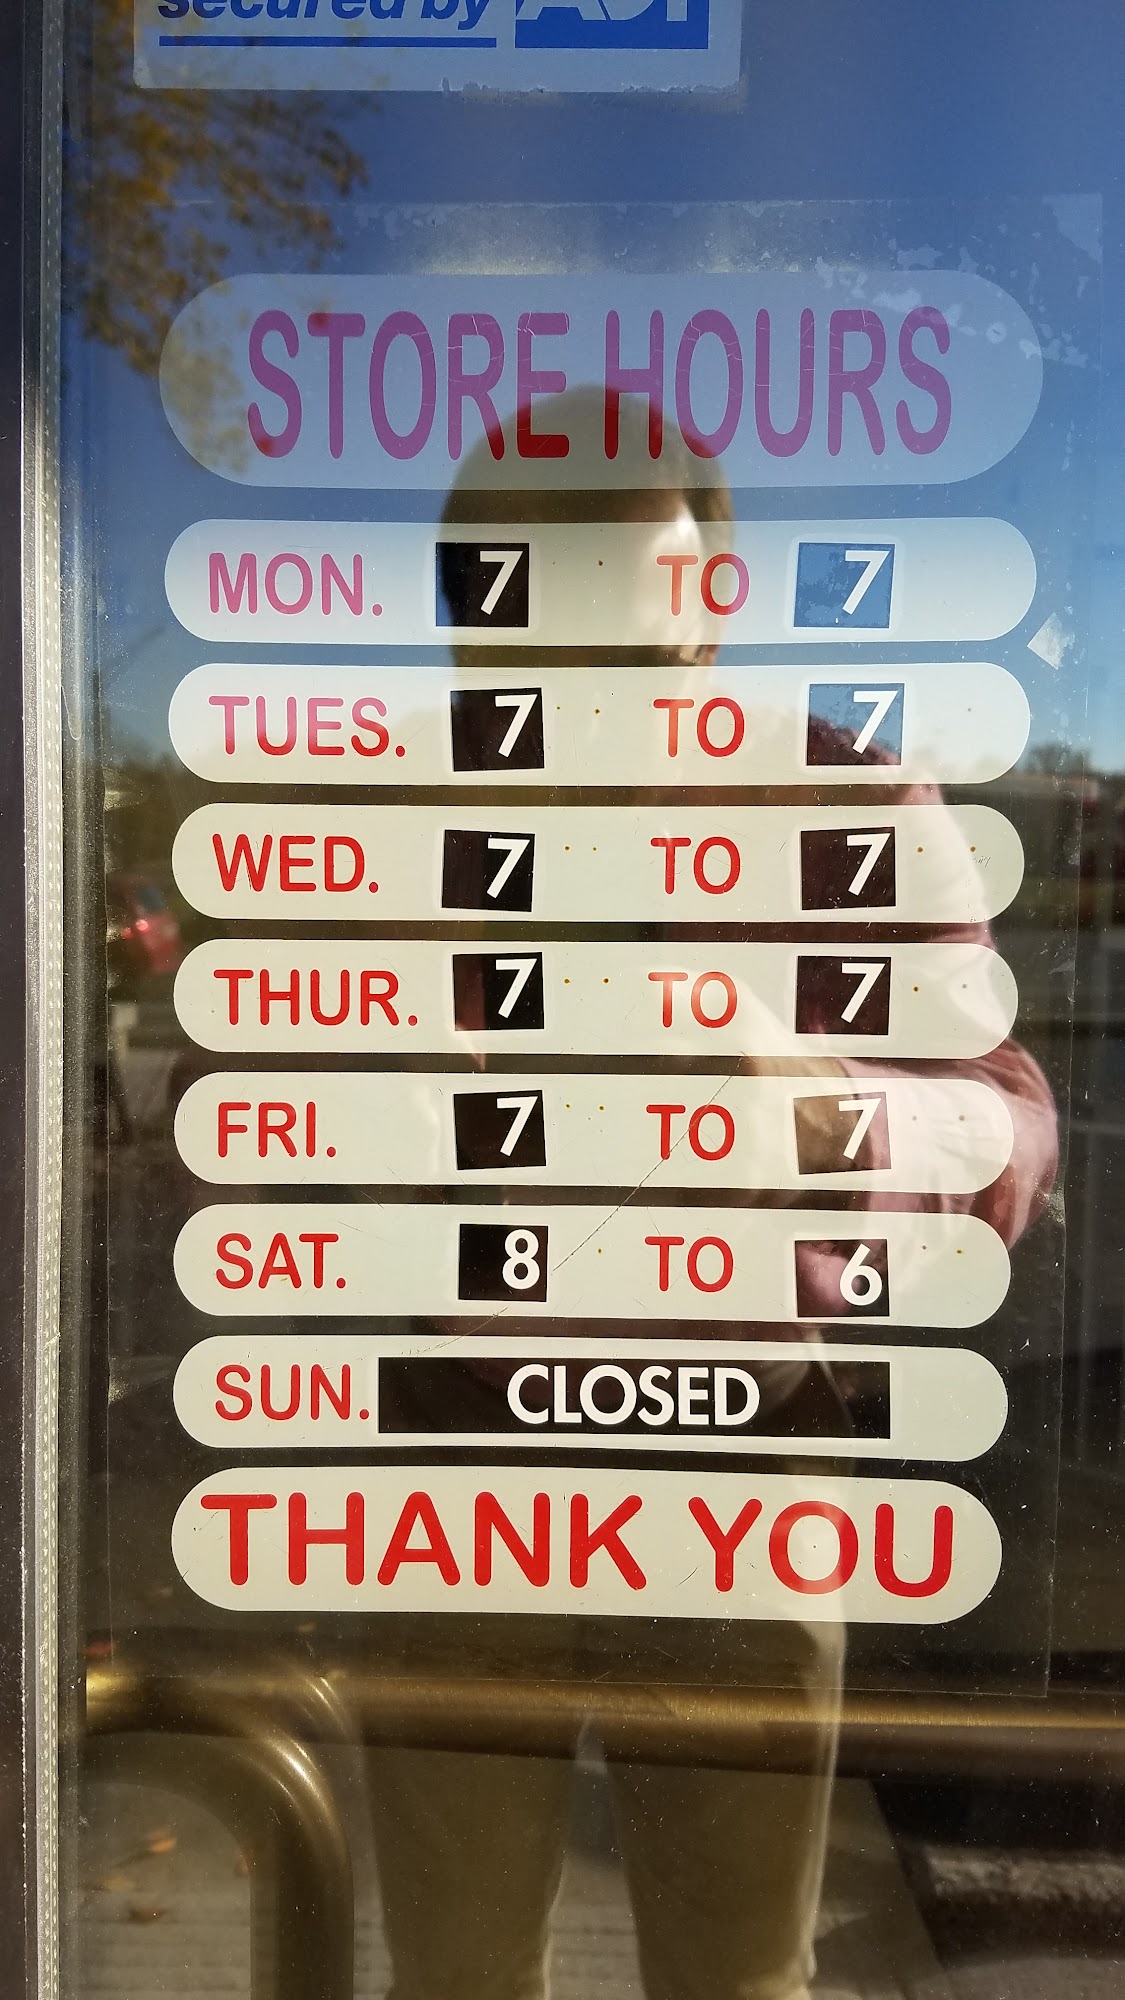 secured by ADT
STORE HOURS
MON. 7 TO 7
TUES. 7 TO 7
WED. 7 TO 7
THUR. 7 TO 7
FRI. 7 TO 7
SAT. 8 TO 6
SUN. CLOSED
THANK YOU